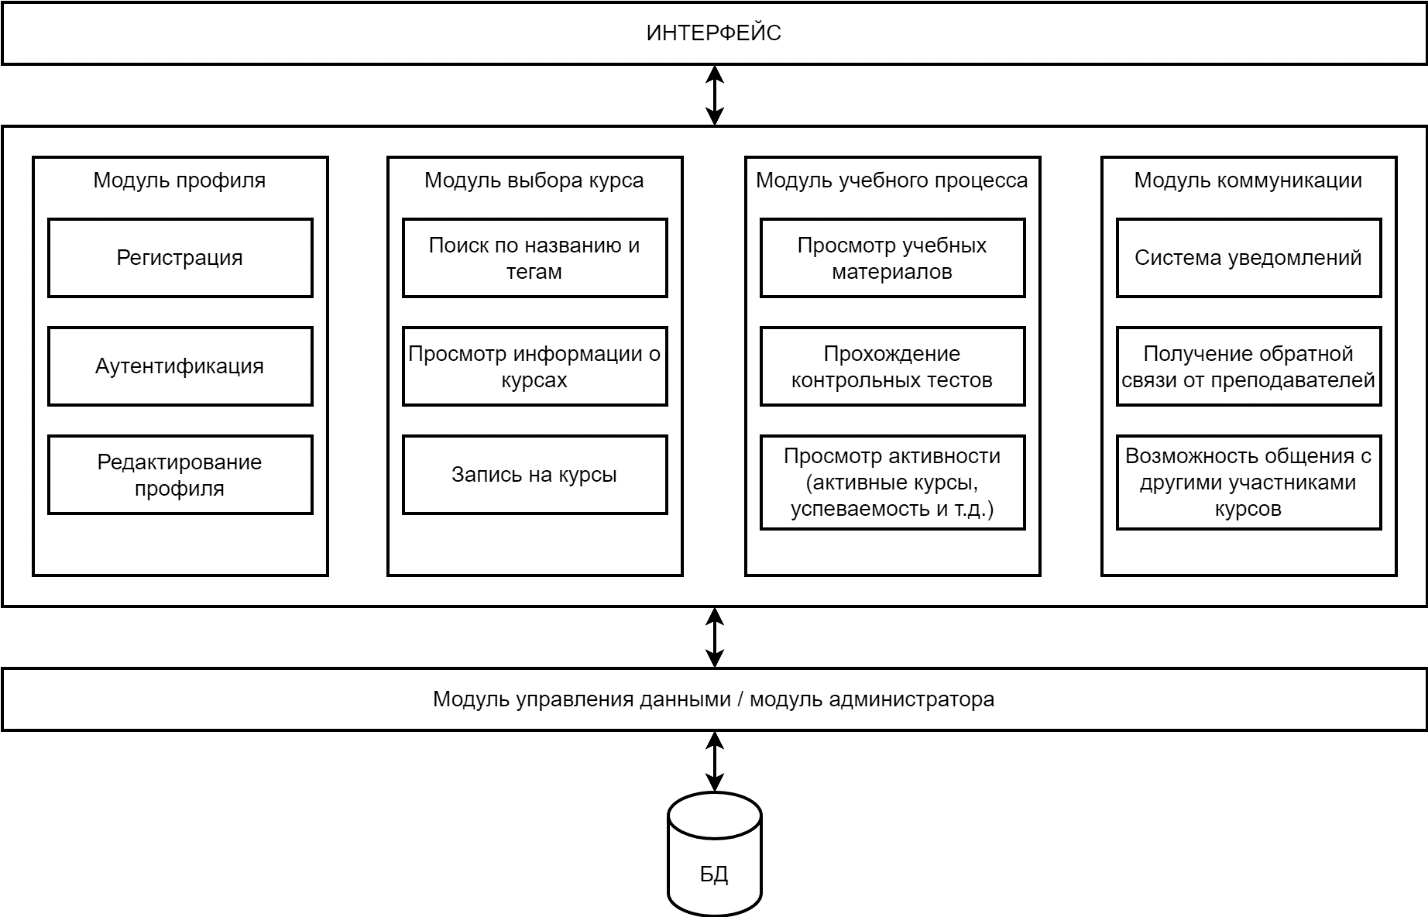 ИНТЕРФЕЙС
Модуль профиля
Регистрация
Аутентификация
Редактирование
профиля
Модуль выбора курса
Поиск по названию и
тегам
Просмотр информации о
курсах
Запись на курсы
Модуль учебного процесса
Просмотр учебных
материалов
Прохождение
контрольных тестов
Просмотр активности
(активные курсы,
успеваемость и т.д.)
Модуль коммуникации
Система уведомлений
Получение обратной
связи от преподавателей
Возможность общения с
другими участниками
курсов
Модуль управления данными / модуль администратора
БД